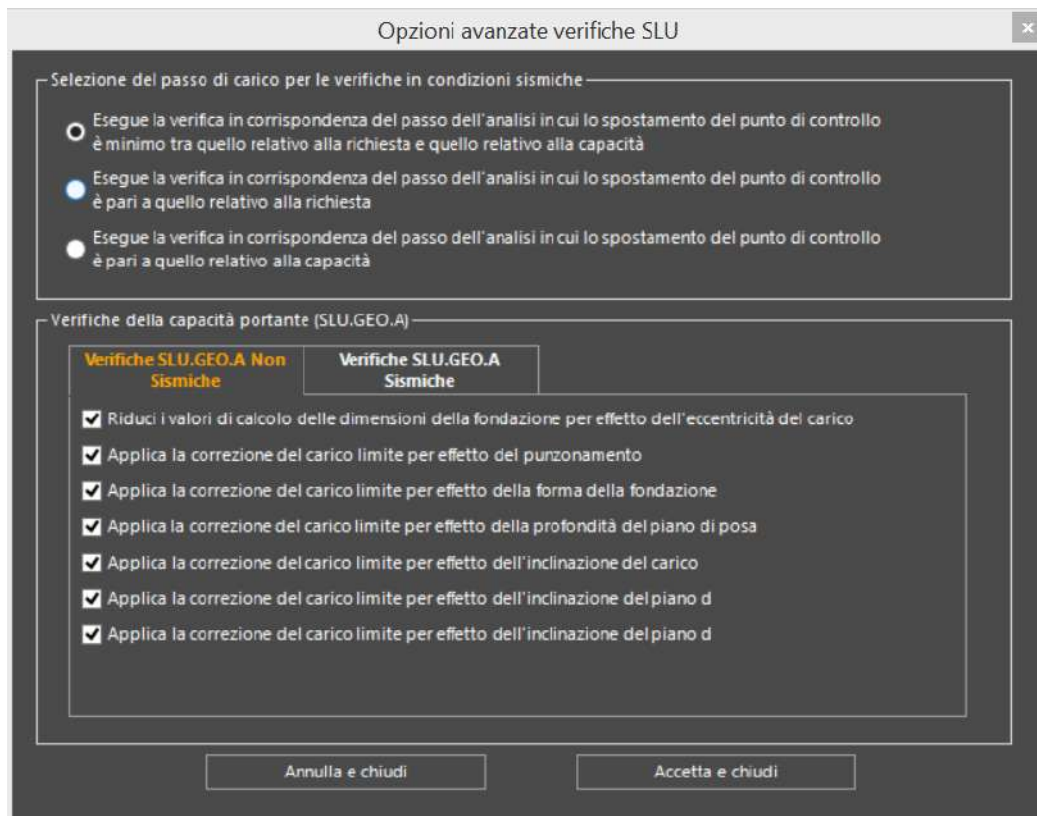 Opzioni avanzate verifiche SLU
x
Selezione del passo di carico per le verifiche in condizioni sismiche
Esegue la verifica in corrispondenza del passo dell'analisi in cui lo spostamento del punto di controllo
è minimo tra quello relativo alla richiesta e quello relativo alla capacità
Esegue la verifica in corrispondenza del passo dell'analisi in cui lo spostamento del punto di controllo
è pari a quello relativo alla richiesta
Esegue la verifica in corrispondenza del passo dell'analisi in cui lo spostamento del punto di controllo
è pari a quello relativo alla capacità
Verifiche della capacità portante (SLU.GEO.A)
Verifiche SLU.GEO.A Non
Sismiche
Verifiche SLU.GEO.A
Sismiche
Riduci i valori di calcolo delle dimensioni della fondazione per effetto dell'eccentricità del carico
Applica la correzione del carico limite per effetto del punzonamento
Applica la correzione del carico limite per effetto della forma della fondazione
Applica la correzione del carico limite per effetto della profondità del piano di posa
Applica la correzione del carico limite per effetto dell'inclinazione del carico
Applica la correzione del carico limite per effetto dell'inclinazione del piano d
Applica la correzione del carico limite per effetto dell'inclinazione del piano d
Annulla e chiudi
Accetta e chiudi